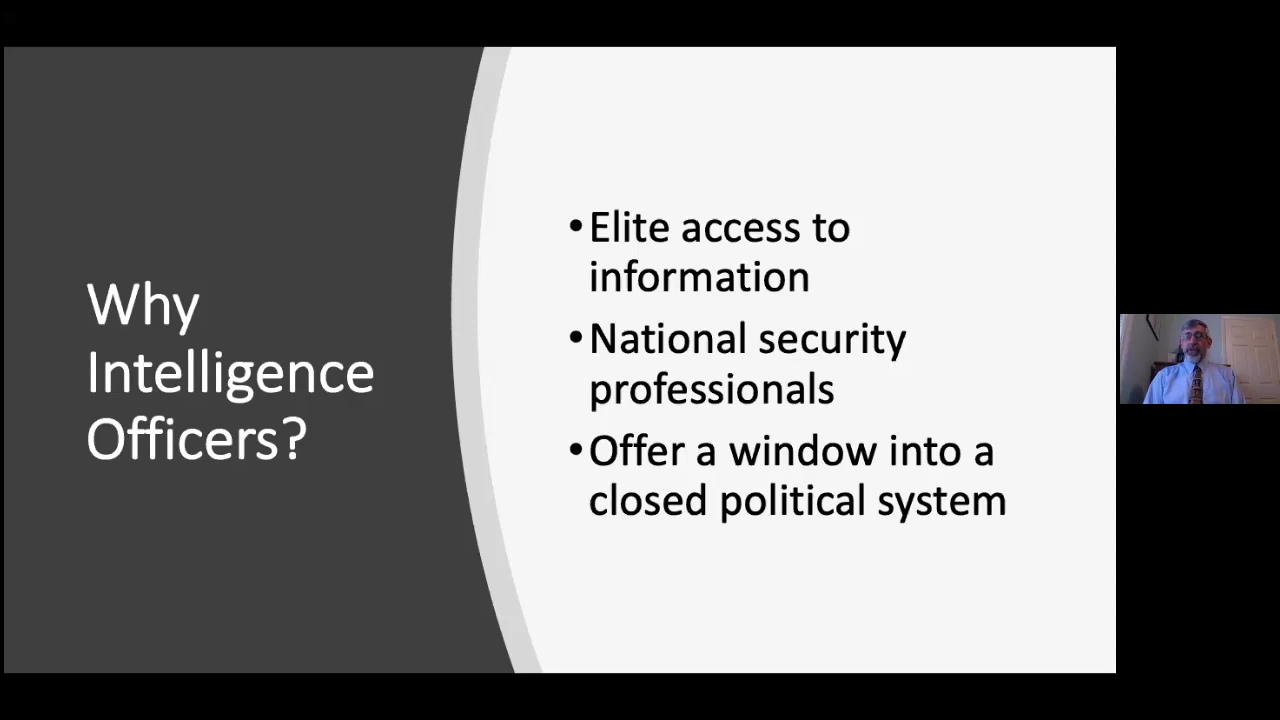 Why
Intelligence
Officers?
•Elite access to
information
•National security
professionals
•Offer a window into a
closed political system